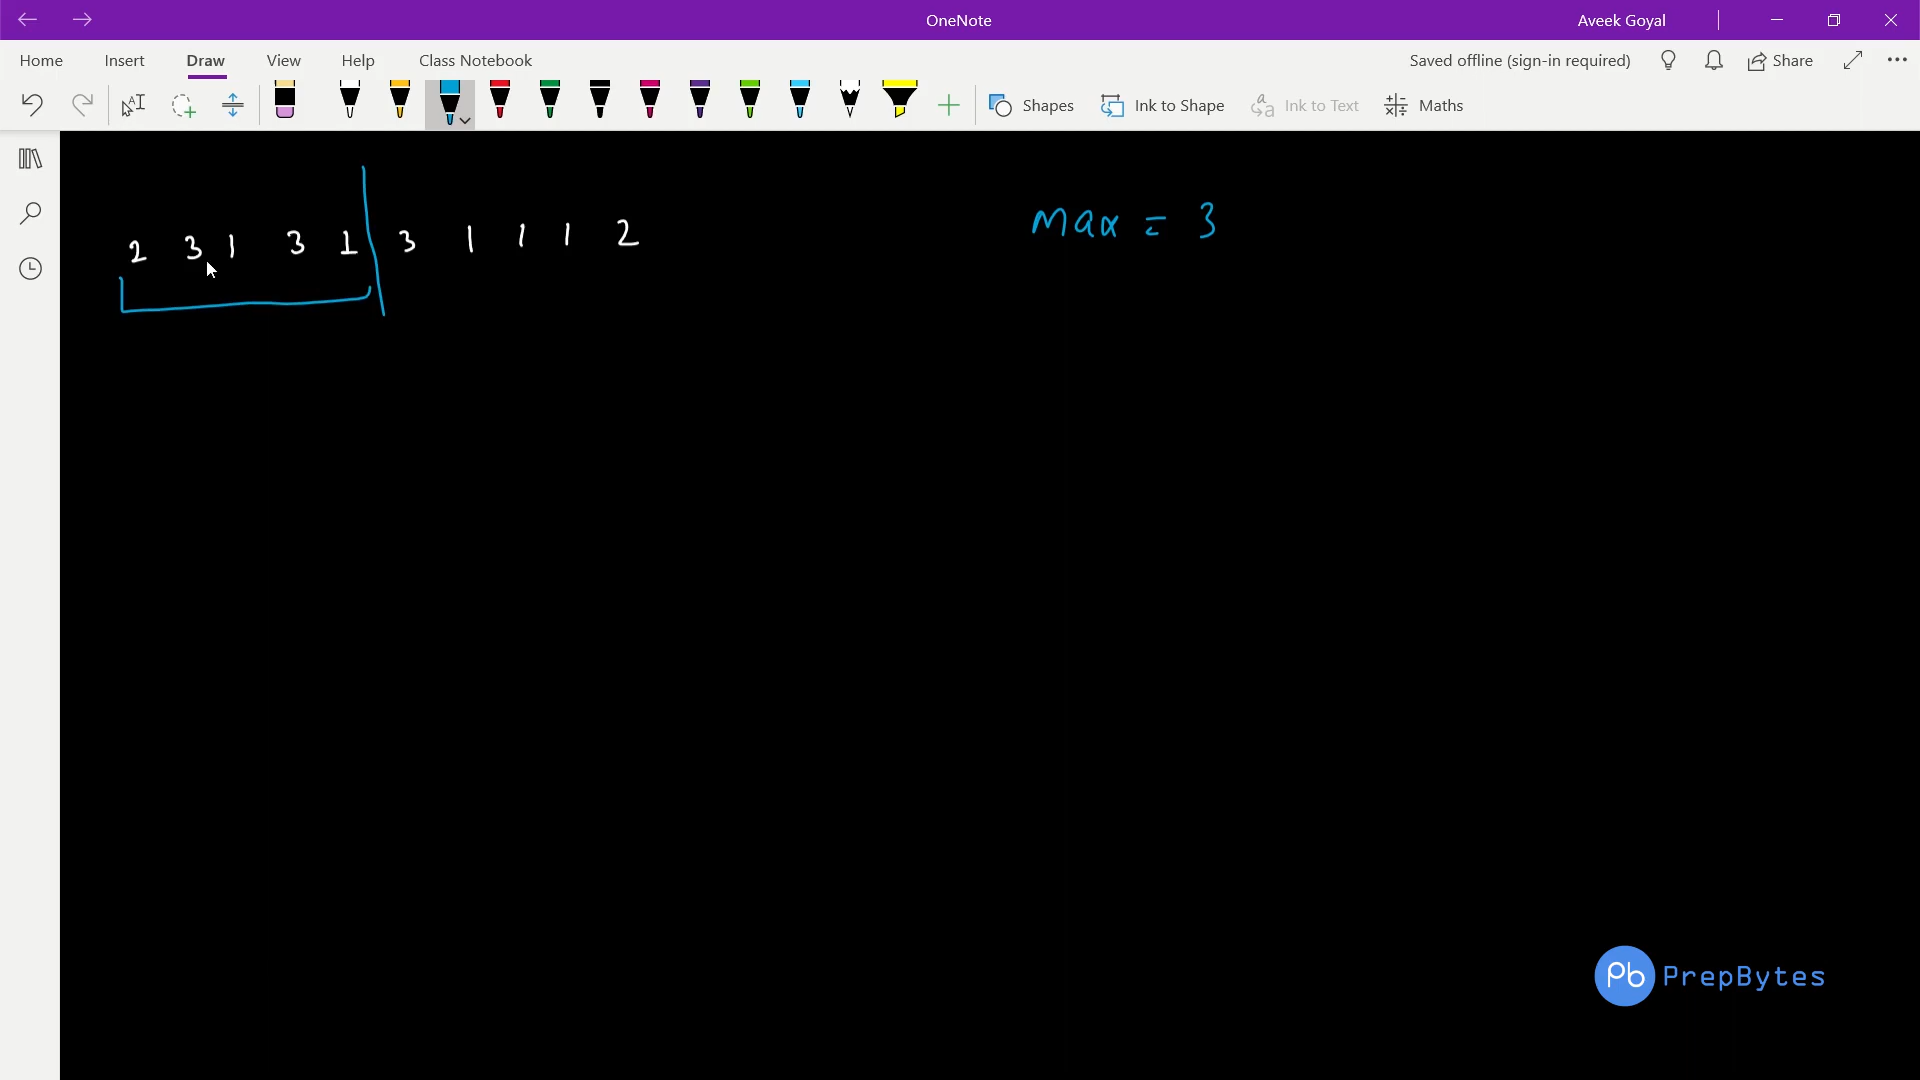 OneNote
Aveek Goyal
Home Insert Draw View Help Class Notebook
Saved offline (sign-in required) Share
Shapes Ink to Shape Ink to Text Maths
2 3 1 3 1 3 1 1 1 2
Max = 3
Pb PrepBytes